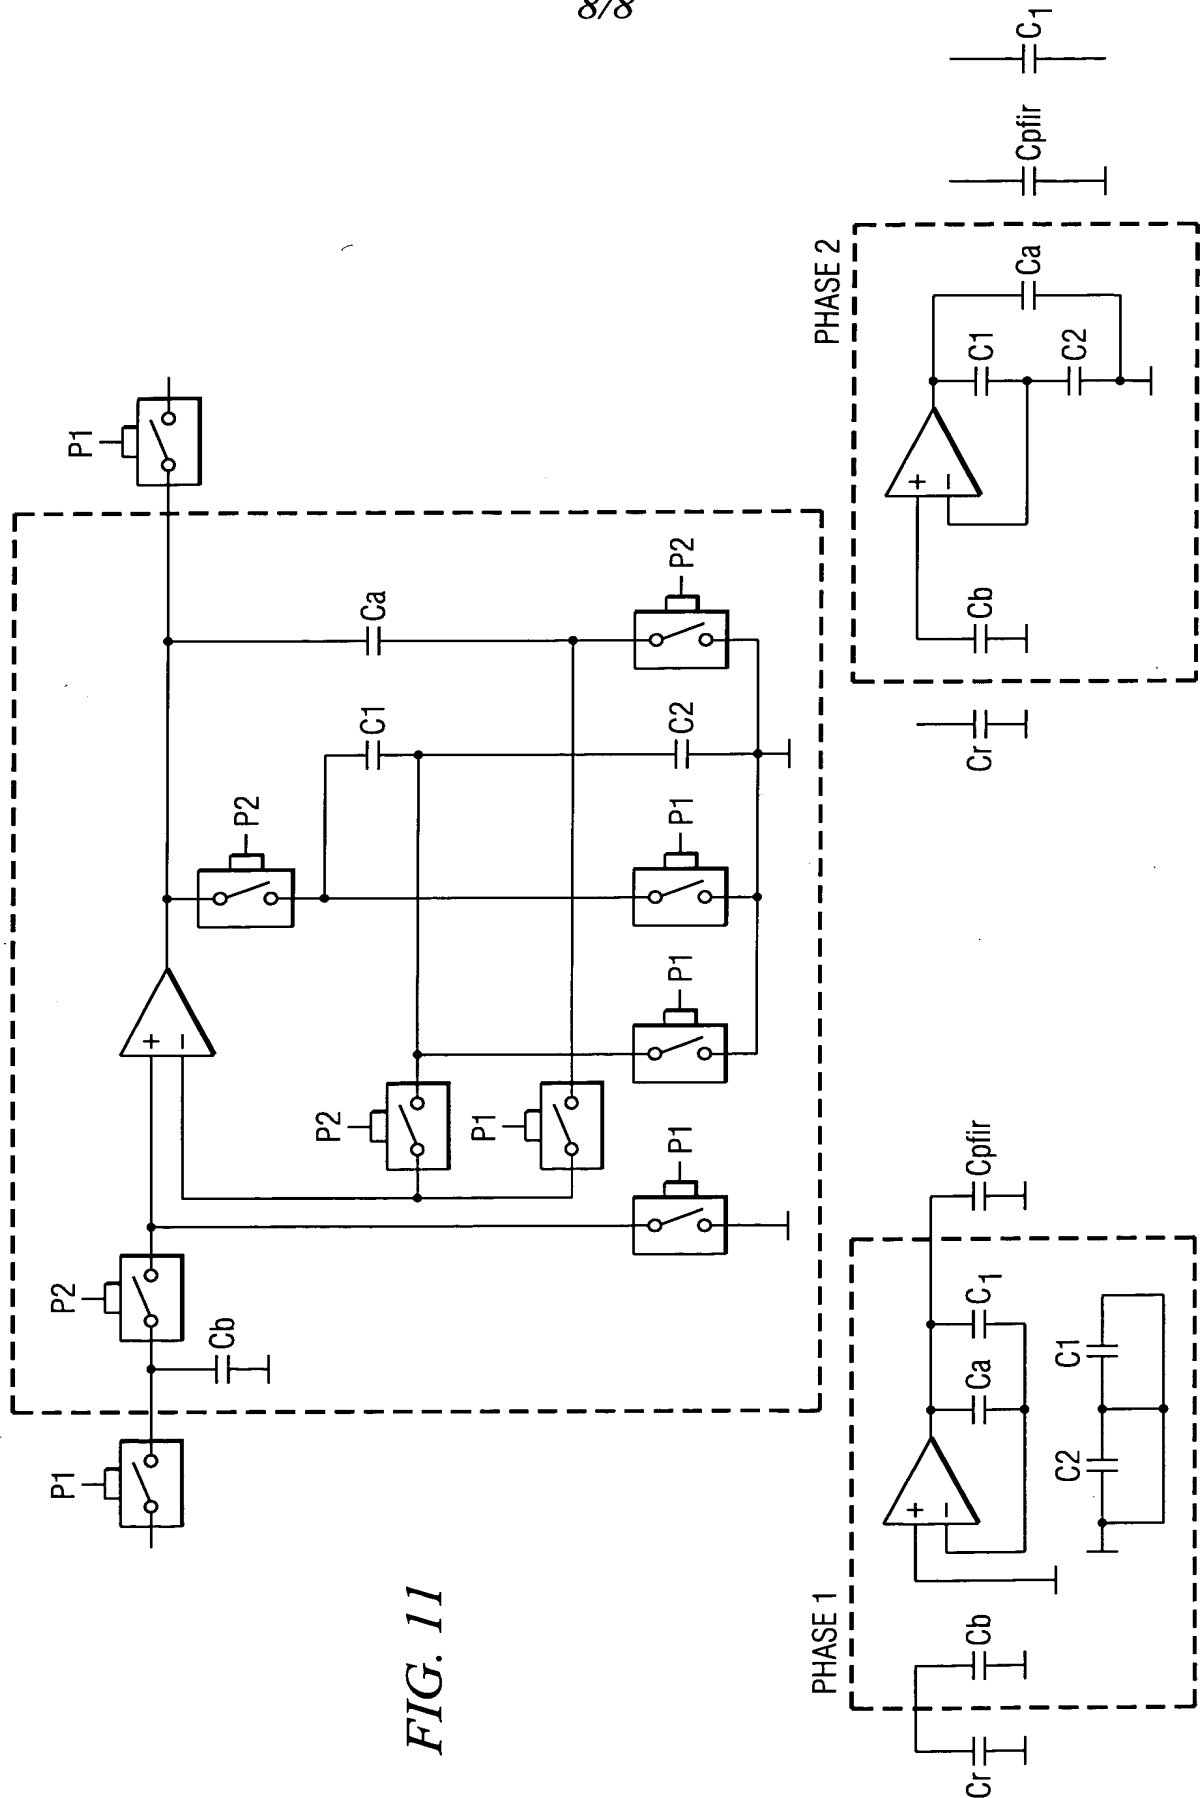 8/8
P1
P2
P1
Cb
P2
P1
P1
P1
P1
P2
P2
C1
C2
Ca
P1
+
−
FIG. 11
PHASE 1
Cr
Cb
+
−
Ca
C1
C2
C1
Cpfir
PHASE 2
Cr
Cb
+
−
C1
C2
Ca
Cpfir
C1